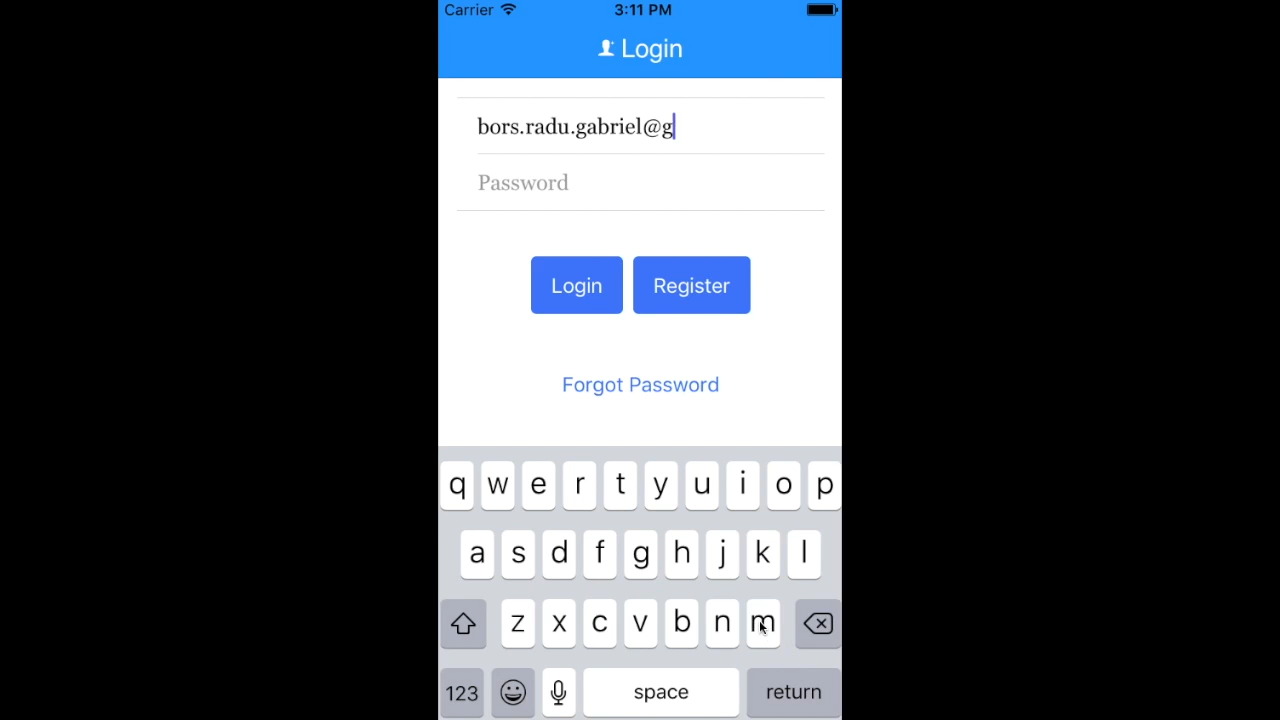 Carrier 3:11 PM
Login
bors.radu.gabriel@g
Password
Login Register
Forgot Password
q w e r t y u i o p
a s d f g h j k l
z x c v b n m
123 space return